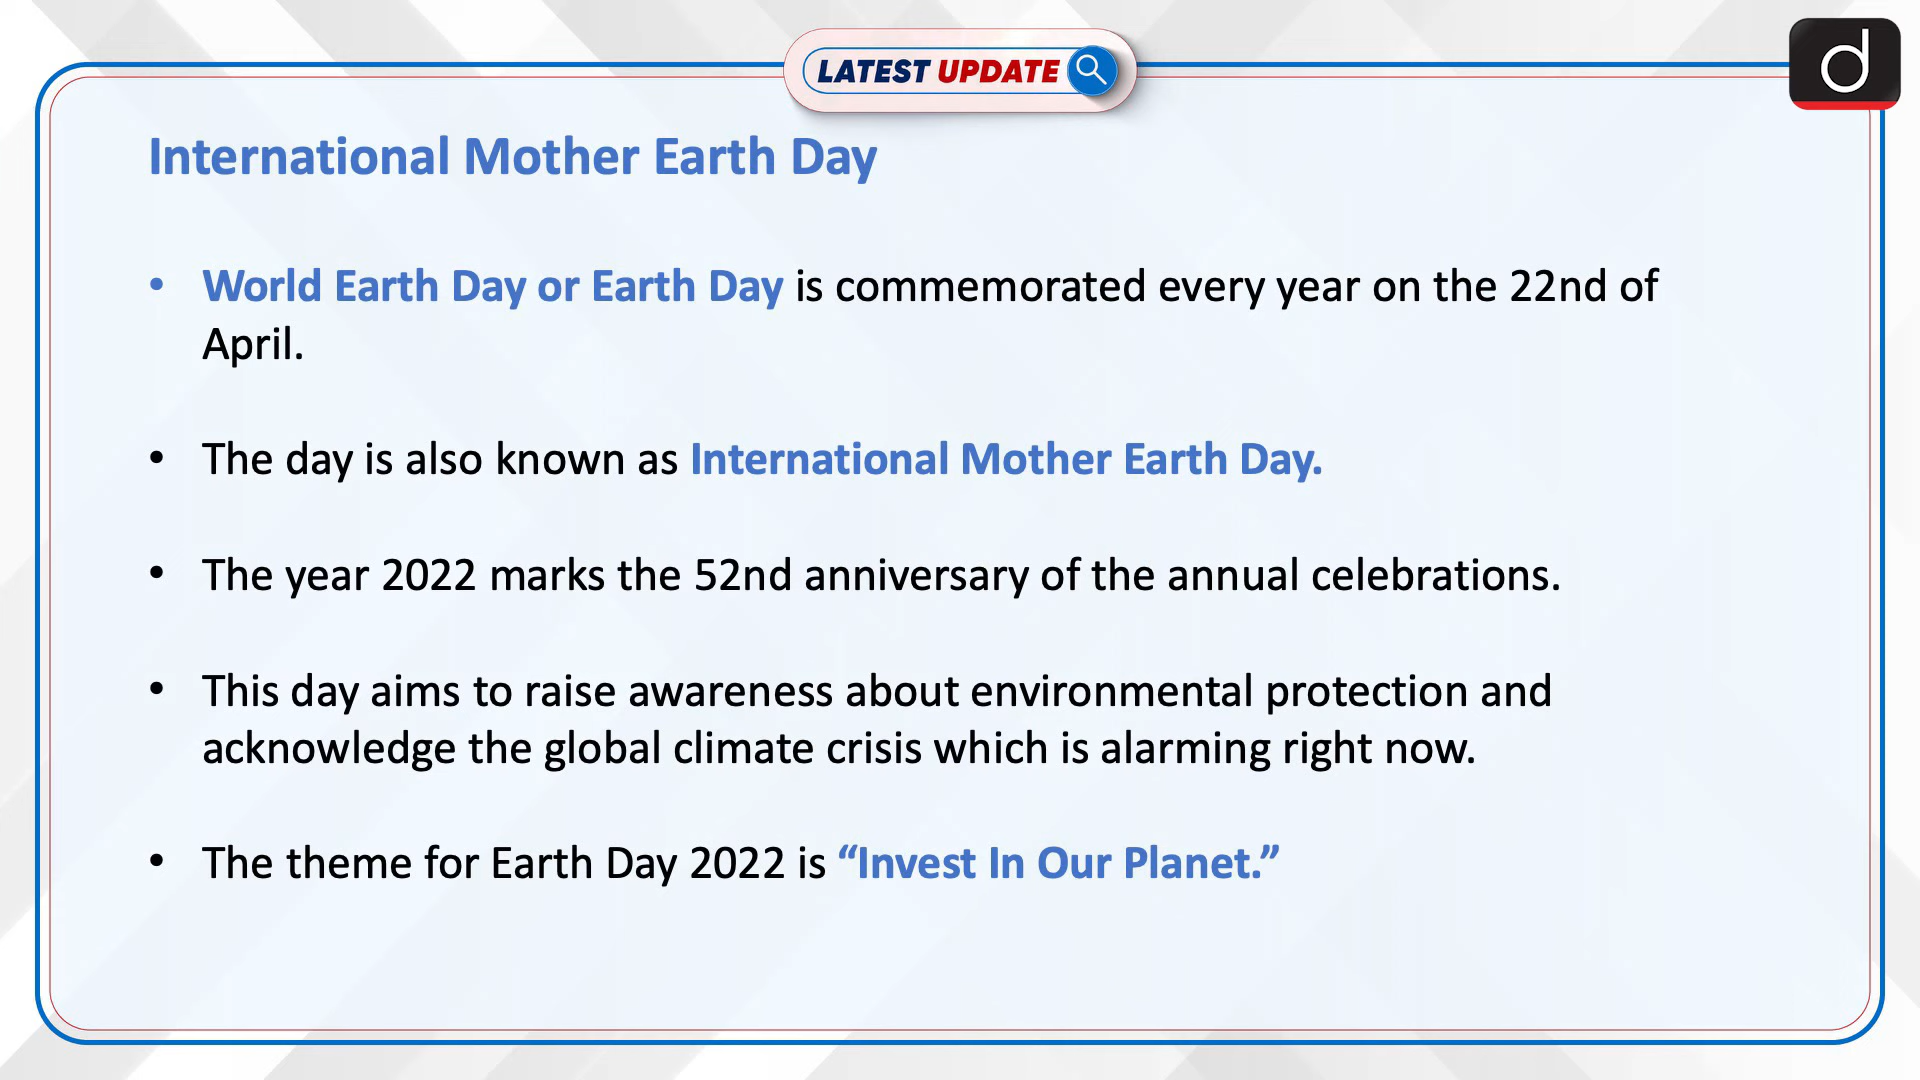 LATEST UPDATE
d
International Mother Earth Day
• World Earth Day or Earth Day is commemorated every year on the 22nd of
April.
• The day is also known as International Mother Earth Day.
• The year 2022 marks the 52nd anniversary of the annual celebrations.
• This day aims to raise awareness about environmental protection and
acknowledge the global climate crisis which is alarming right now.
• The theme for Earth Day 2022 is “Invest In Our Planet.”